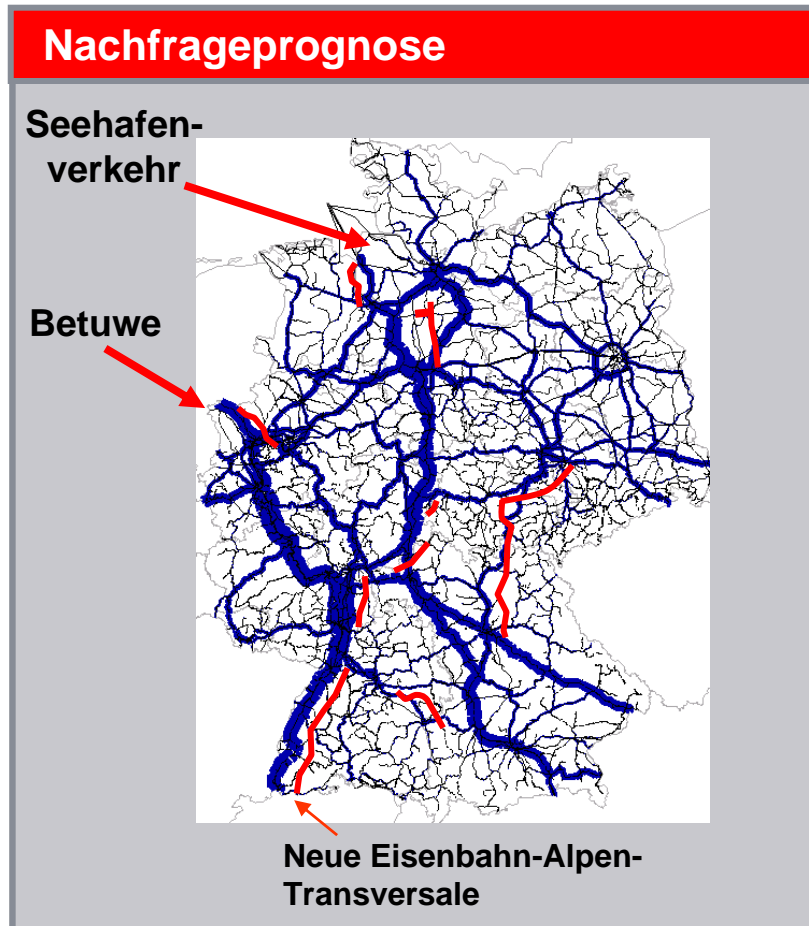 Nachfrageprognose
Seehafen-
verkehr
Betuwe
Neue Eisenbahn-Alpen-
Transversale